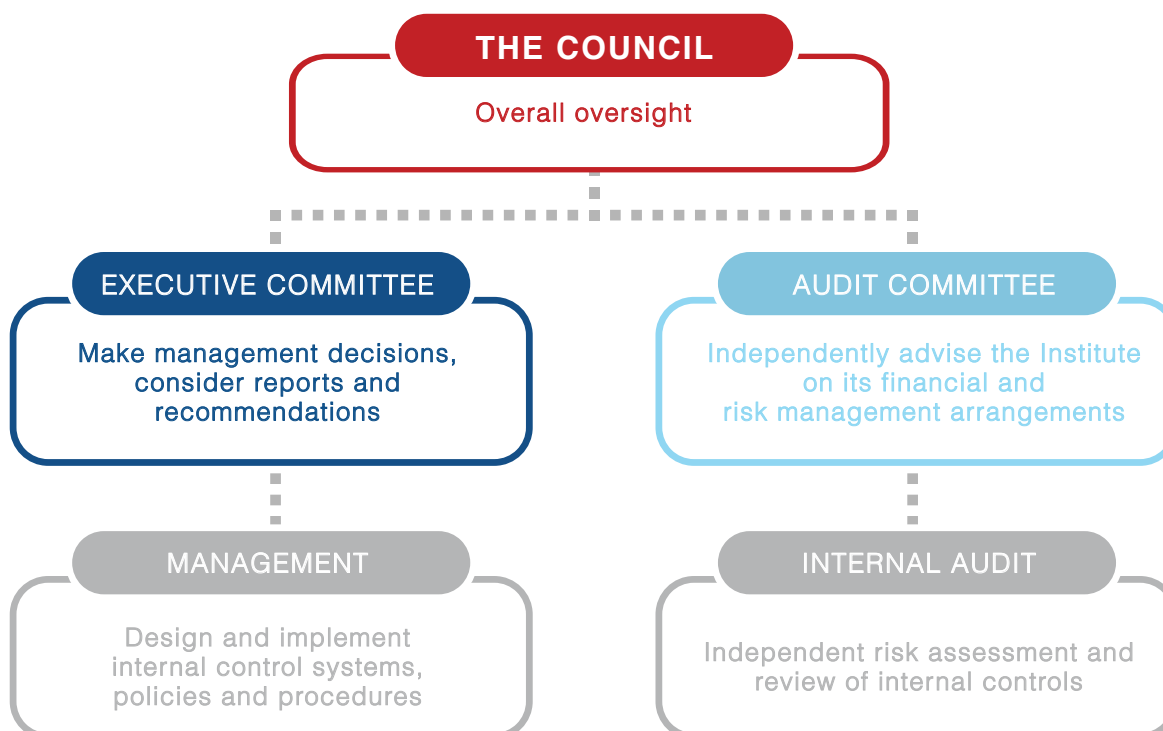 THE COUNCIL
Overall oversight
EXECUTIVE COMMITTEE
Make management decisions,
consider reports and
recommendations
AUDIT COMMITTEE
Independently advise the Institute
on its financial and
risk management arrangements
MANAGEMENT
Design and implement
internal control systems,
policies and procedures
INTERNAL AUDIT
Independent risk assessment and
review of internal controls